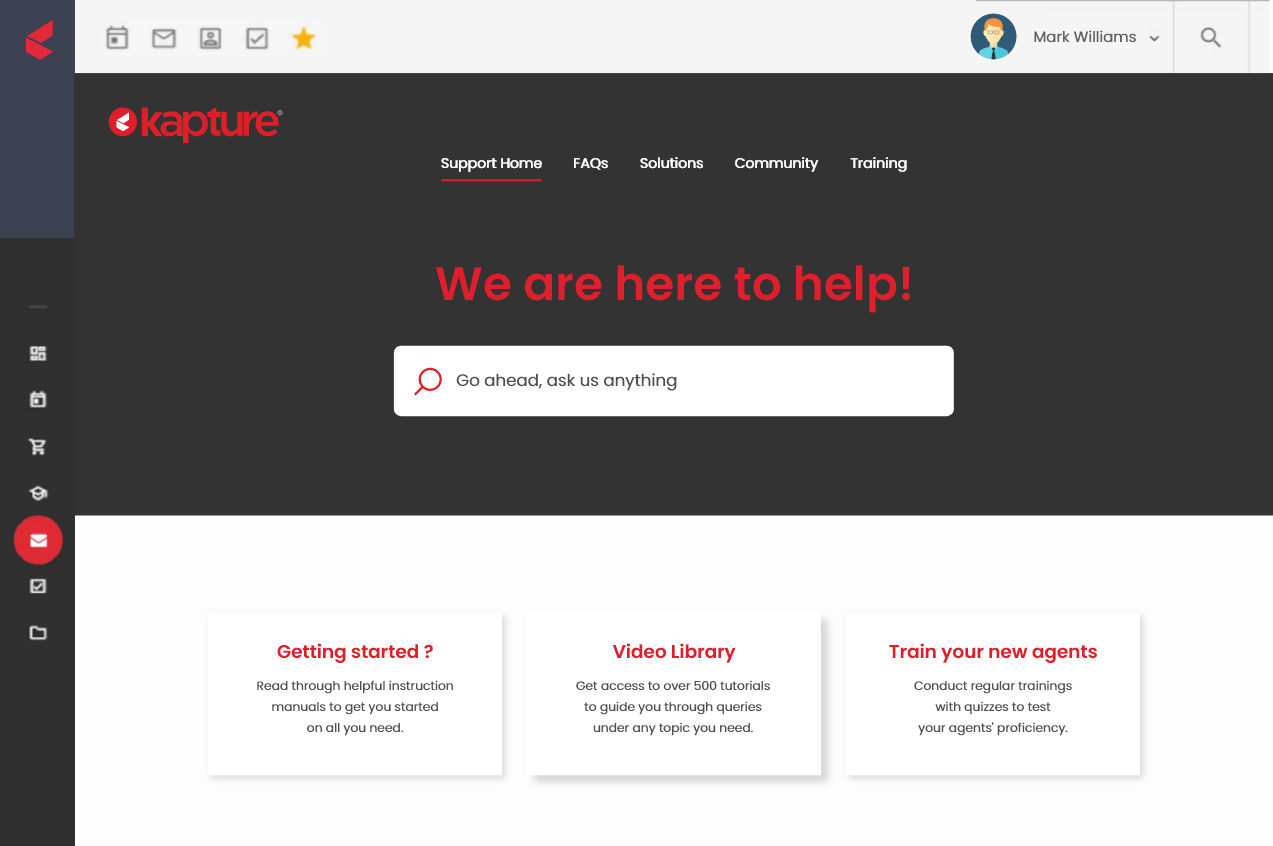 Mark Williams
kapture®
Support Home FAQs Solutions Community Training
We are here to help!
Go ahead, ask us anything
Getting started ?
Read through helpful instruction
manuals to get you started
on all you need.
Video Library
Get access to over 500 tutorials
to guide you through queries
under any topic you need.
Train your new agents
Conduct regular trainings
with quizzes to test
your agents' proficiency.